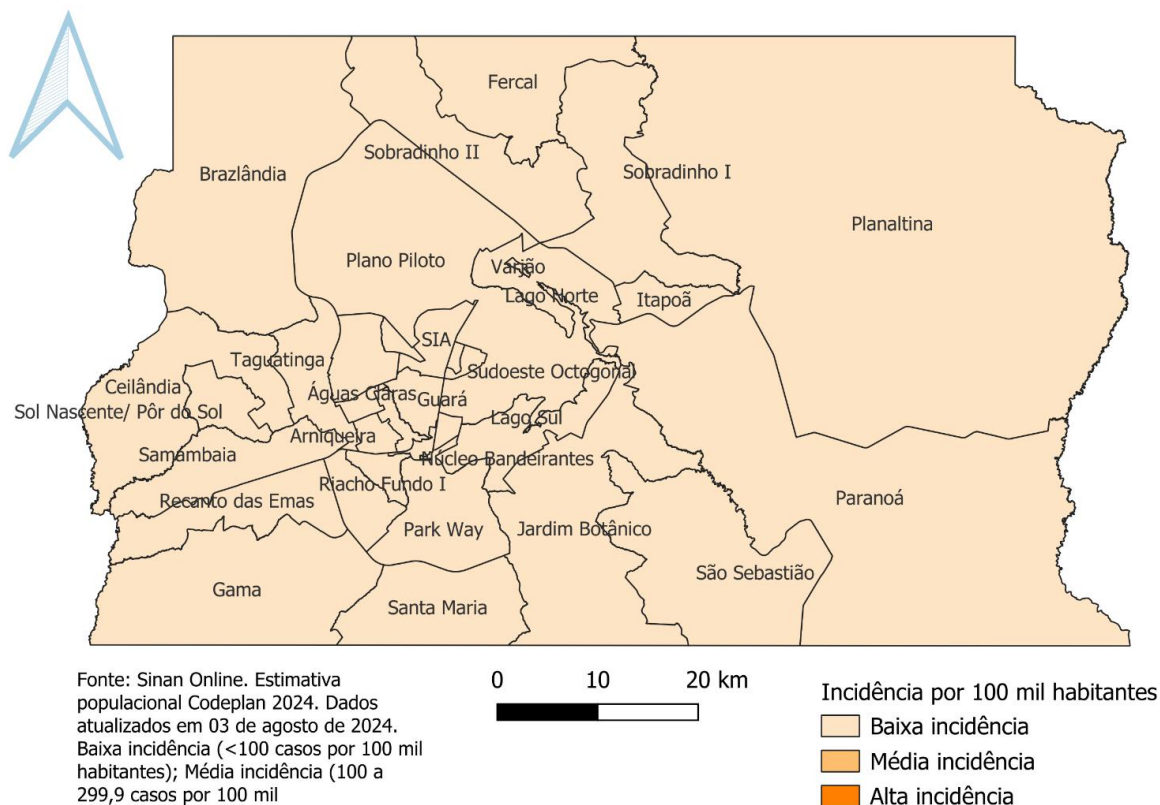 Fercal
Sobradinho II
Brazlândia
Sobradinho I
Planaltina
Plano Piloto
Varjão
Lago Norte
Itapoã
SIA
Taguatinga
Sudoeste Octogonal
Ceilândia
Águas Claras
Guará
Sol Nascente/ Pôr do Sol
Lago Sul
Arniqueira
Samambaia
Núcleo Bandeirantes
Riacho Fundo I
Recanto das Emas
Paranoá
Park Way
Jardim Botânico
São Sebastião
Gama
Santa Maria
Fonte: Sinan Online. Estimativa
populacional Codeplan 2024. Dados
atualizados em 03 de agosto de 2024.
Baixa incidência (<100 casos por 100 mil
habitantes); Média incidência (100 a
299,9 casos por 100 mil
0 10 20 km
Incidência por 100 mil habitantes
Baixa incidência
Média incidência
Alta incidência